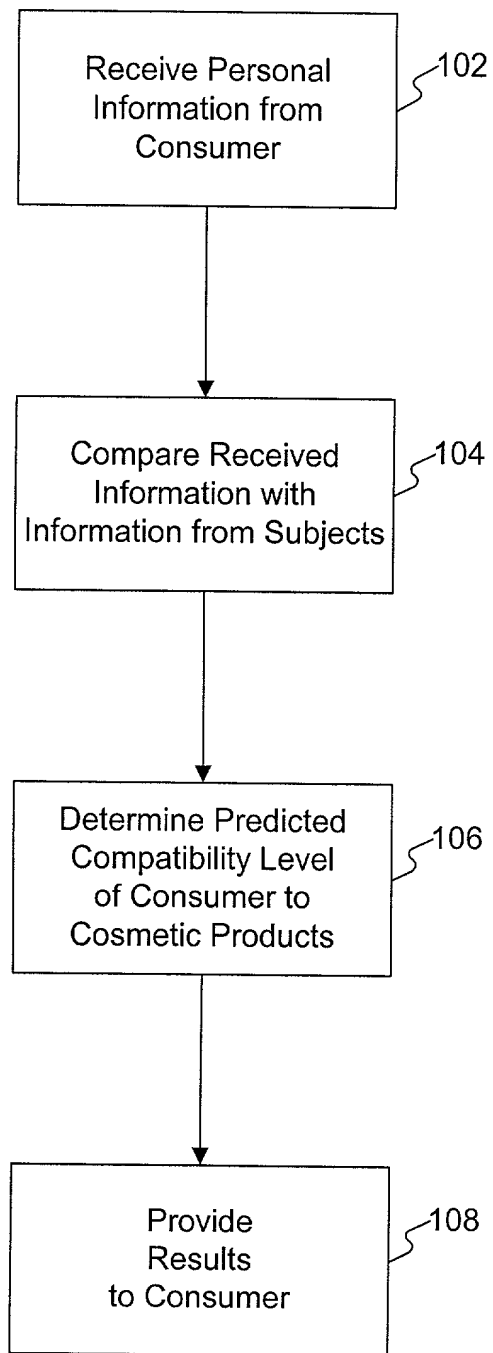 Receive Personal
Information from
Consumer
102
Compare Received
Information with
Information from Subjects
104
Determine Predicted
Compatibility Level
of Consumer to
Cosmetic Products
106
Provide
Results
to Consumer
108